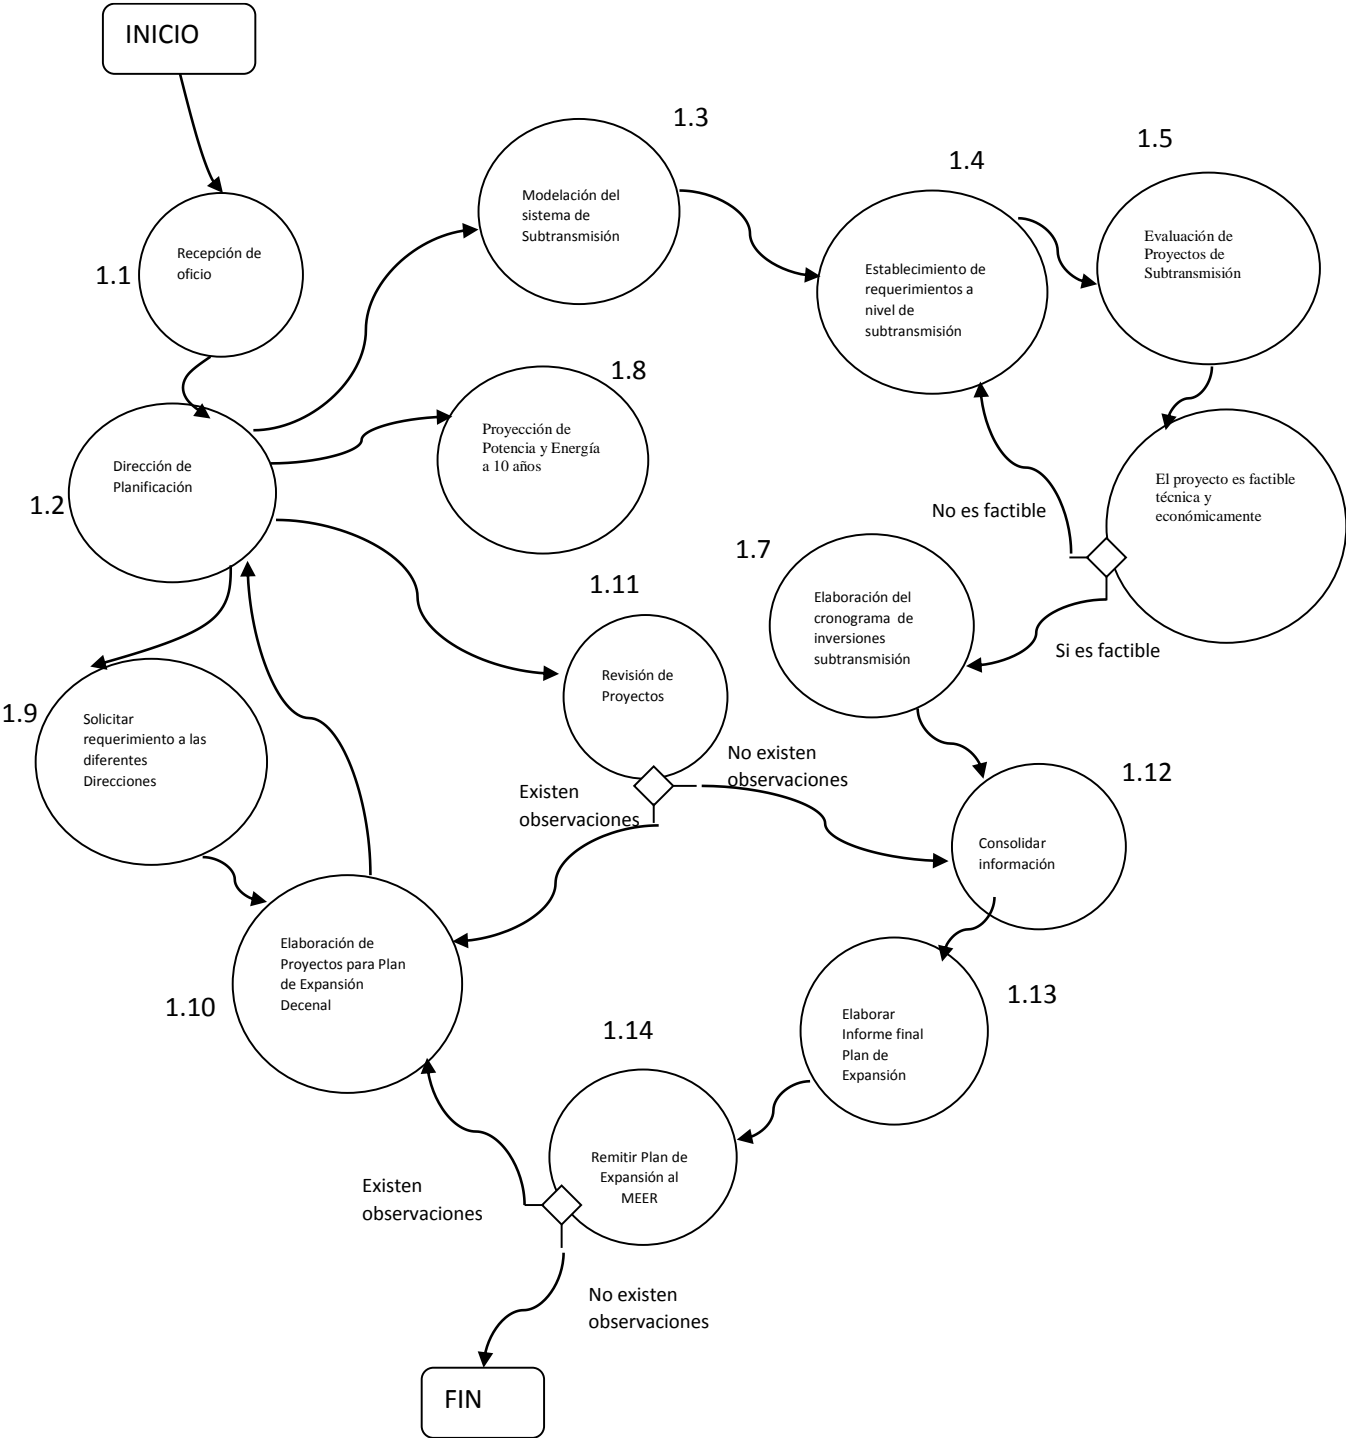 INICIO
1.1
Recepción de
oficio
1.2
Dirección de
Planificación
1.3
Modelación del
sistema de
Subtransmisión
1.4
Establecimiento de
requerimientos a
nivel de
subtransmisión
1.5
Evaluación de
Proyectos de
Subtransmisión
El proyecto es factible
técnica y
económicamente
No es factible
Si es factible
1.7
Elaboración del
cronograma de
inversiones
subtransmisión
1.8
Proyección de
Potencia y Energía
a 10 años
1.9
Solicitar
requerimiento a las
diferentes
Direcciones
1.10
Elaboración de
Proyectos para Plan
de Expansión
Decenal
1.11
Revisión de
Proyectos
Existen
observaciones
No existen
observaciones
1.12
Consolidar
información
1.13
Elaborar
Informe final
Plan de
Expansión
1.14
Remitir Plan de
Expansión al
MEER
Existen
observaciones
No existen
observaciones
FIN